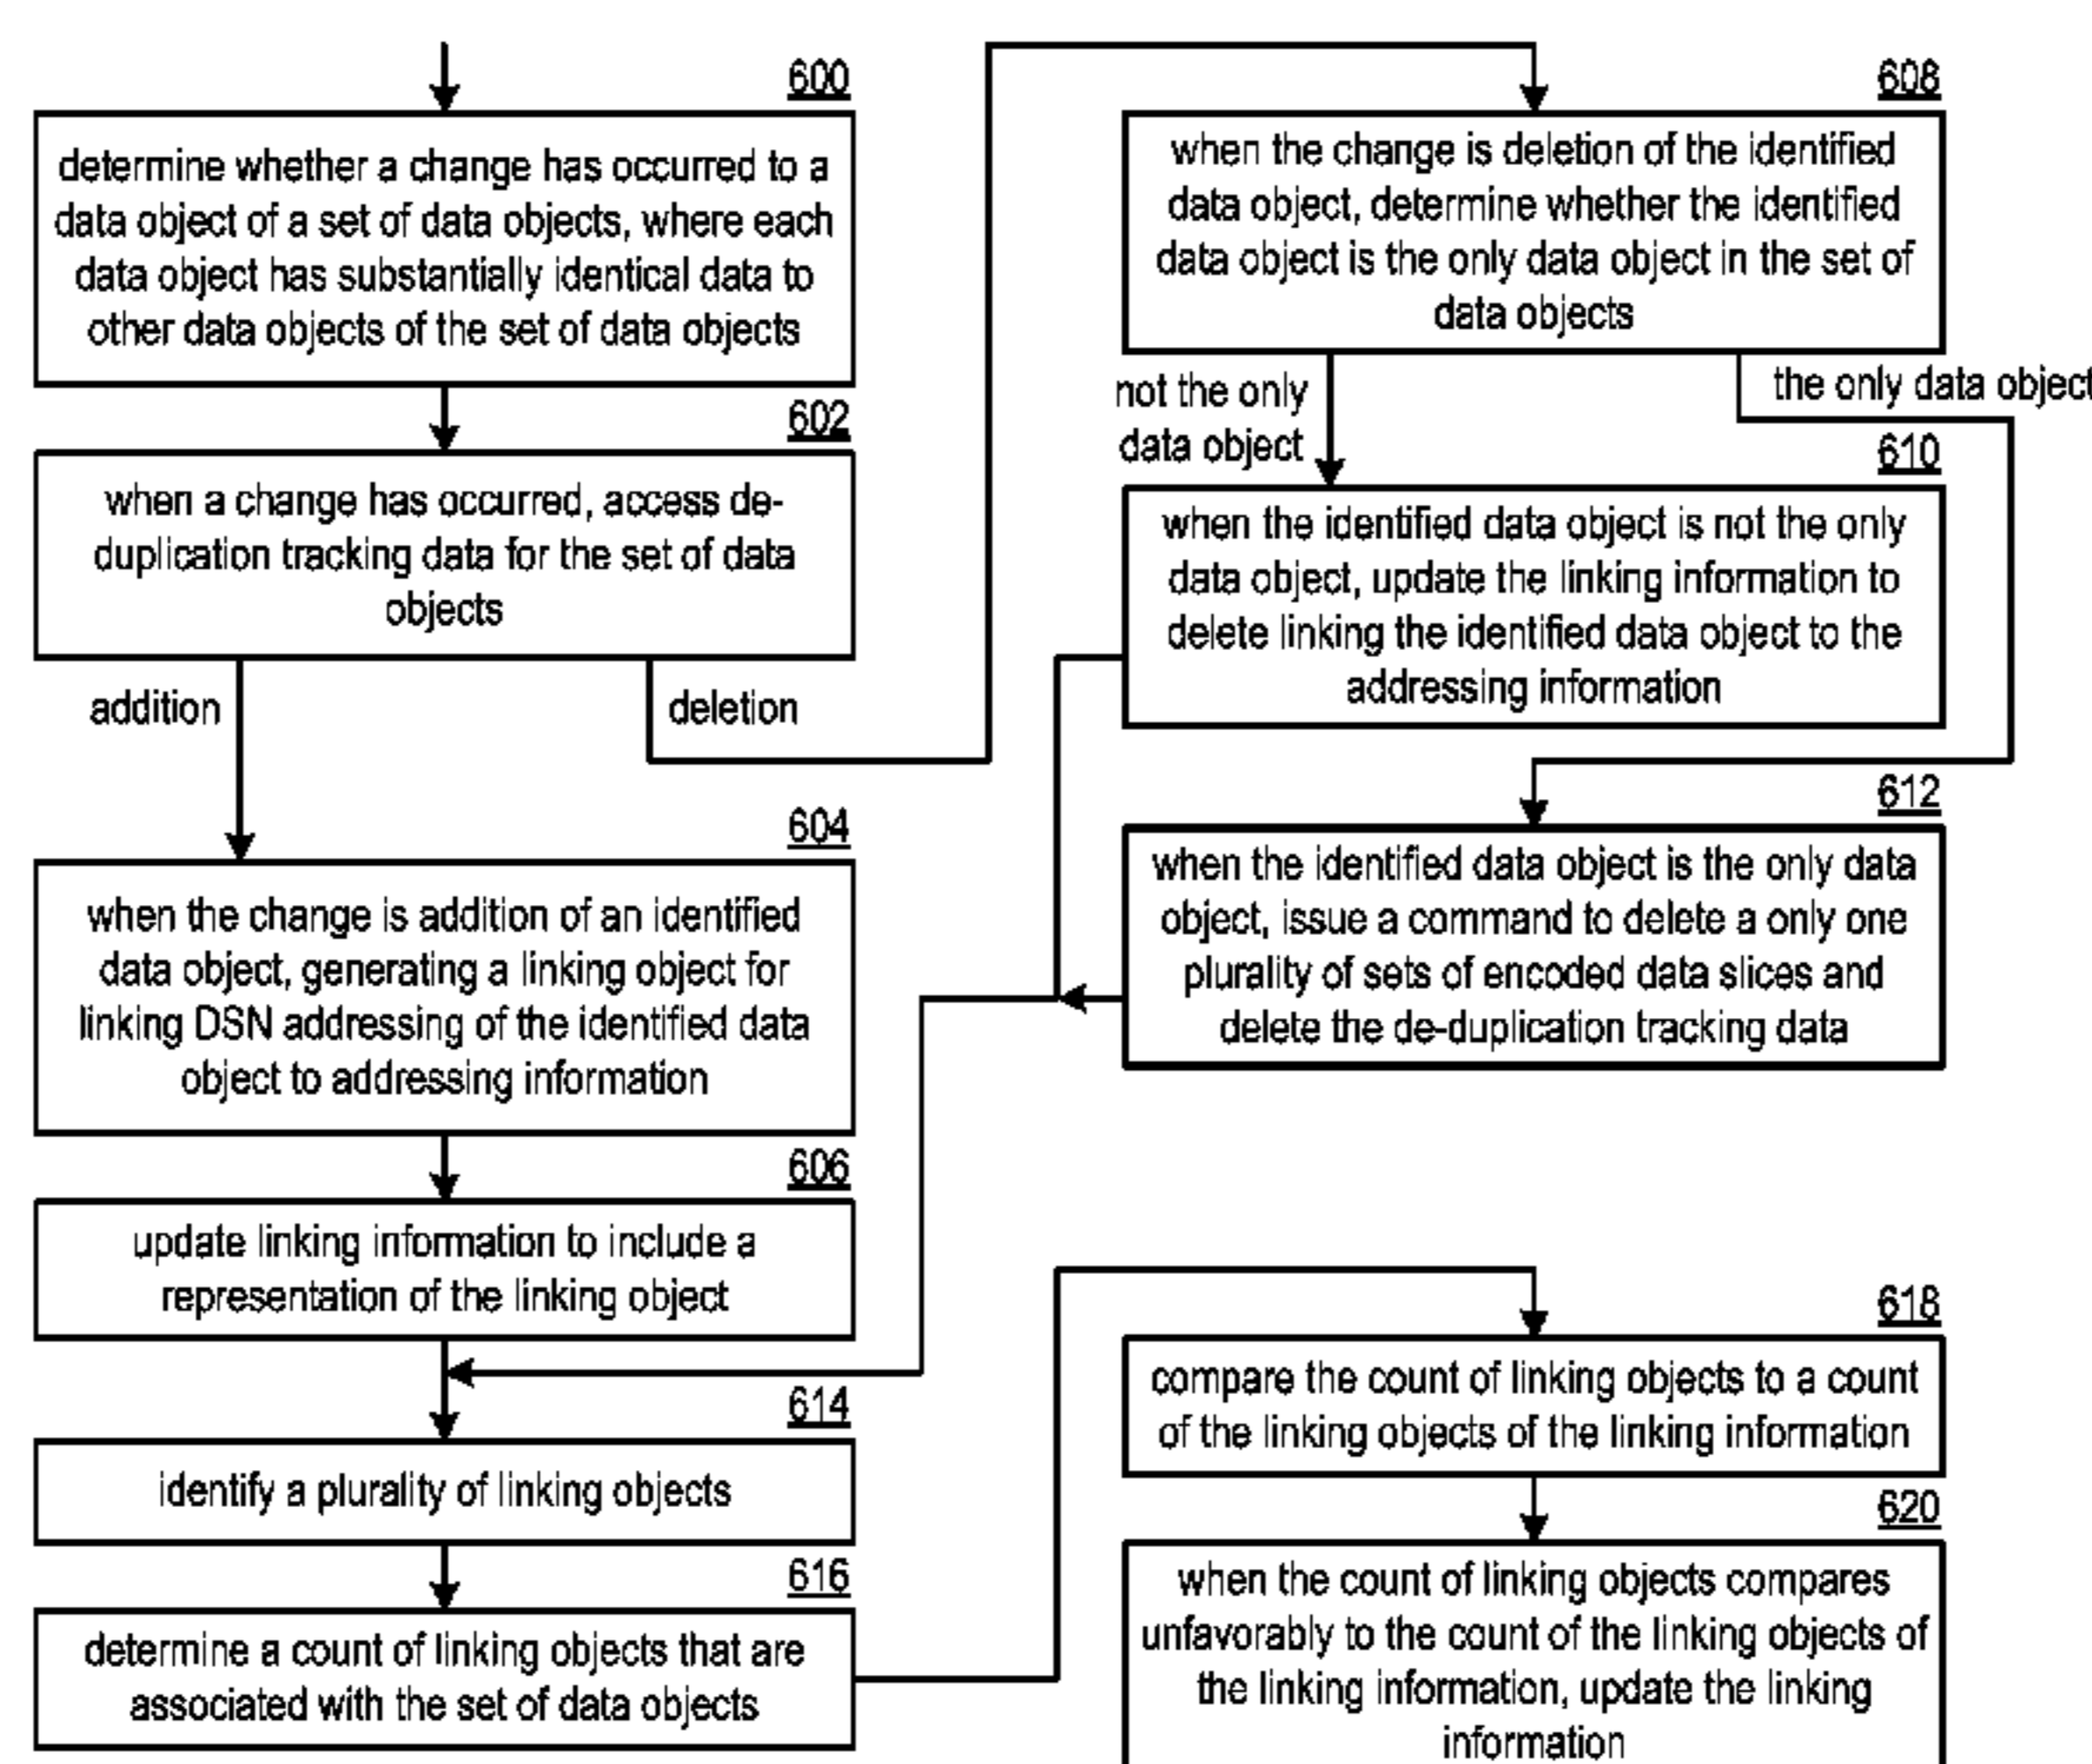 600
determine whether a change has occurred to a
data object of a set of data objects, where each
data object has substantially identical data to
other data objects of the set of data objects
602
when a change has occurred, access de-
duplication tracking data for the set of data
objects
addition
deletion
604
when the change is addition of an identified
data object, generating a linking object for
linking DSN addressing of the identified data
object to addressing information
606
update linking information to include a
representation of the linking object
614
identify a plurality of linking objects
616
determine a count of linking objects that are
associated with the set of data objects
608
when the change is deletion of the identified
data object, determine whether the identified
data object is the only data object in the set of
data objects
not the only
data object
the only data object
610
when the identified data object is not the only
data object, update the linking information to
delete linking the identified data object to the
addressing information
612
when the identified data object is the only data
object, issue a command to delete a only one
plurality of sets of encoded data slices and
delete the de-duplication tracking data
618
compare the count of linking objects to a count
of the linking objects of the linking information
620
when the count of linking objects compares
unfavorably to the count of the linking objects of
the linking information, update the linking
information